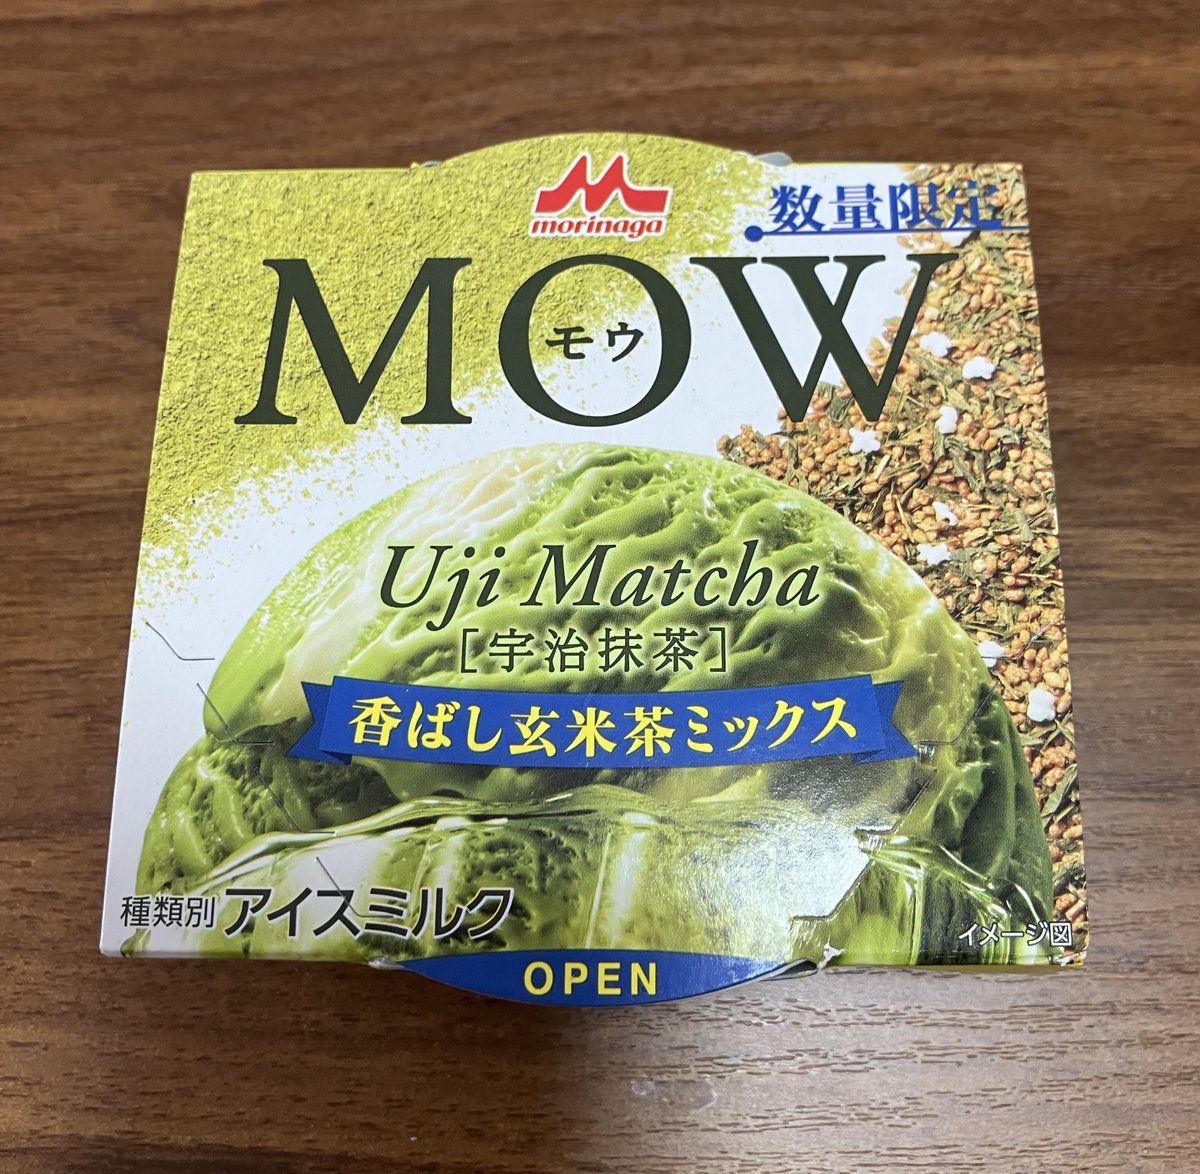 morinaga
数量限定
MOW
モウ
Uji Matcha
［宇治抹茶］
香ばし玄米茶ミックス
種類別 アイスミルク
イメージ図
OPEN